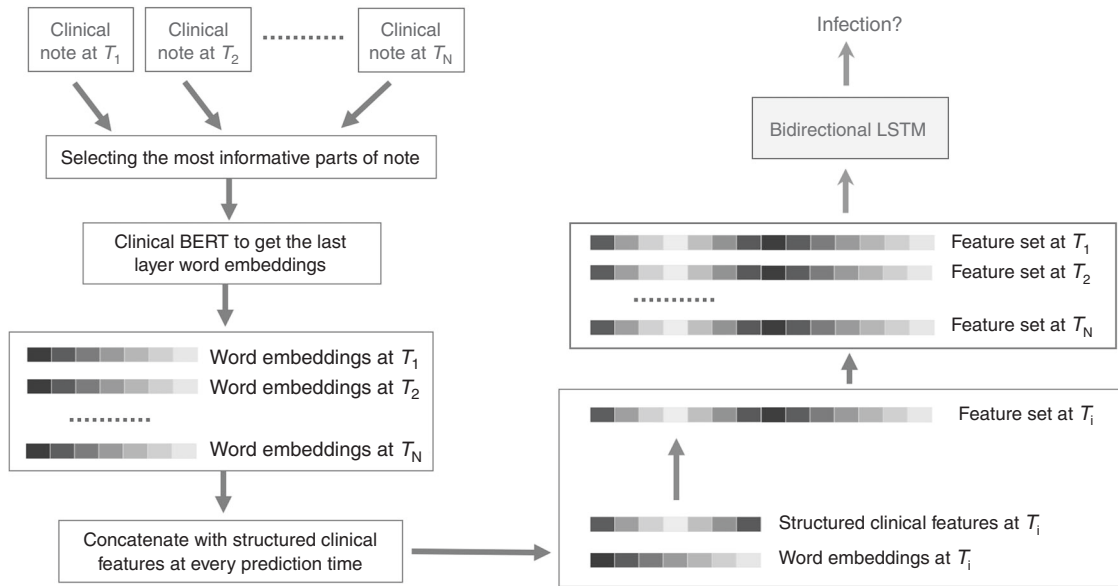 Clinical
note at T1
Clinical
note at T2
Clinical
note at TN
Selecting the most informative parts of note
Clinical BERT to get the last
layer word embeddings
Word embeddings at T1
Word embeddings at T2
Word embeddings at TN
Concatenate with structured clinical
features at every prediction time
Infection?
Bidirectional LSTM
Feature set at T1
Feature set at T2
Feature set at TN
Feature set at Ti
Structured clinical features at Ti
Word embeddings at Ti